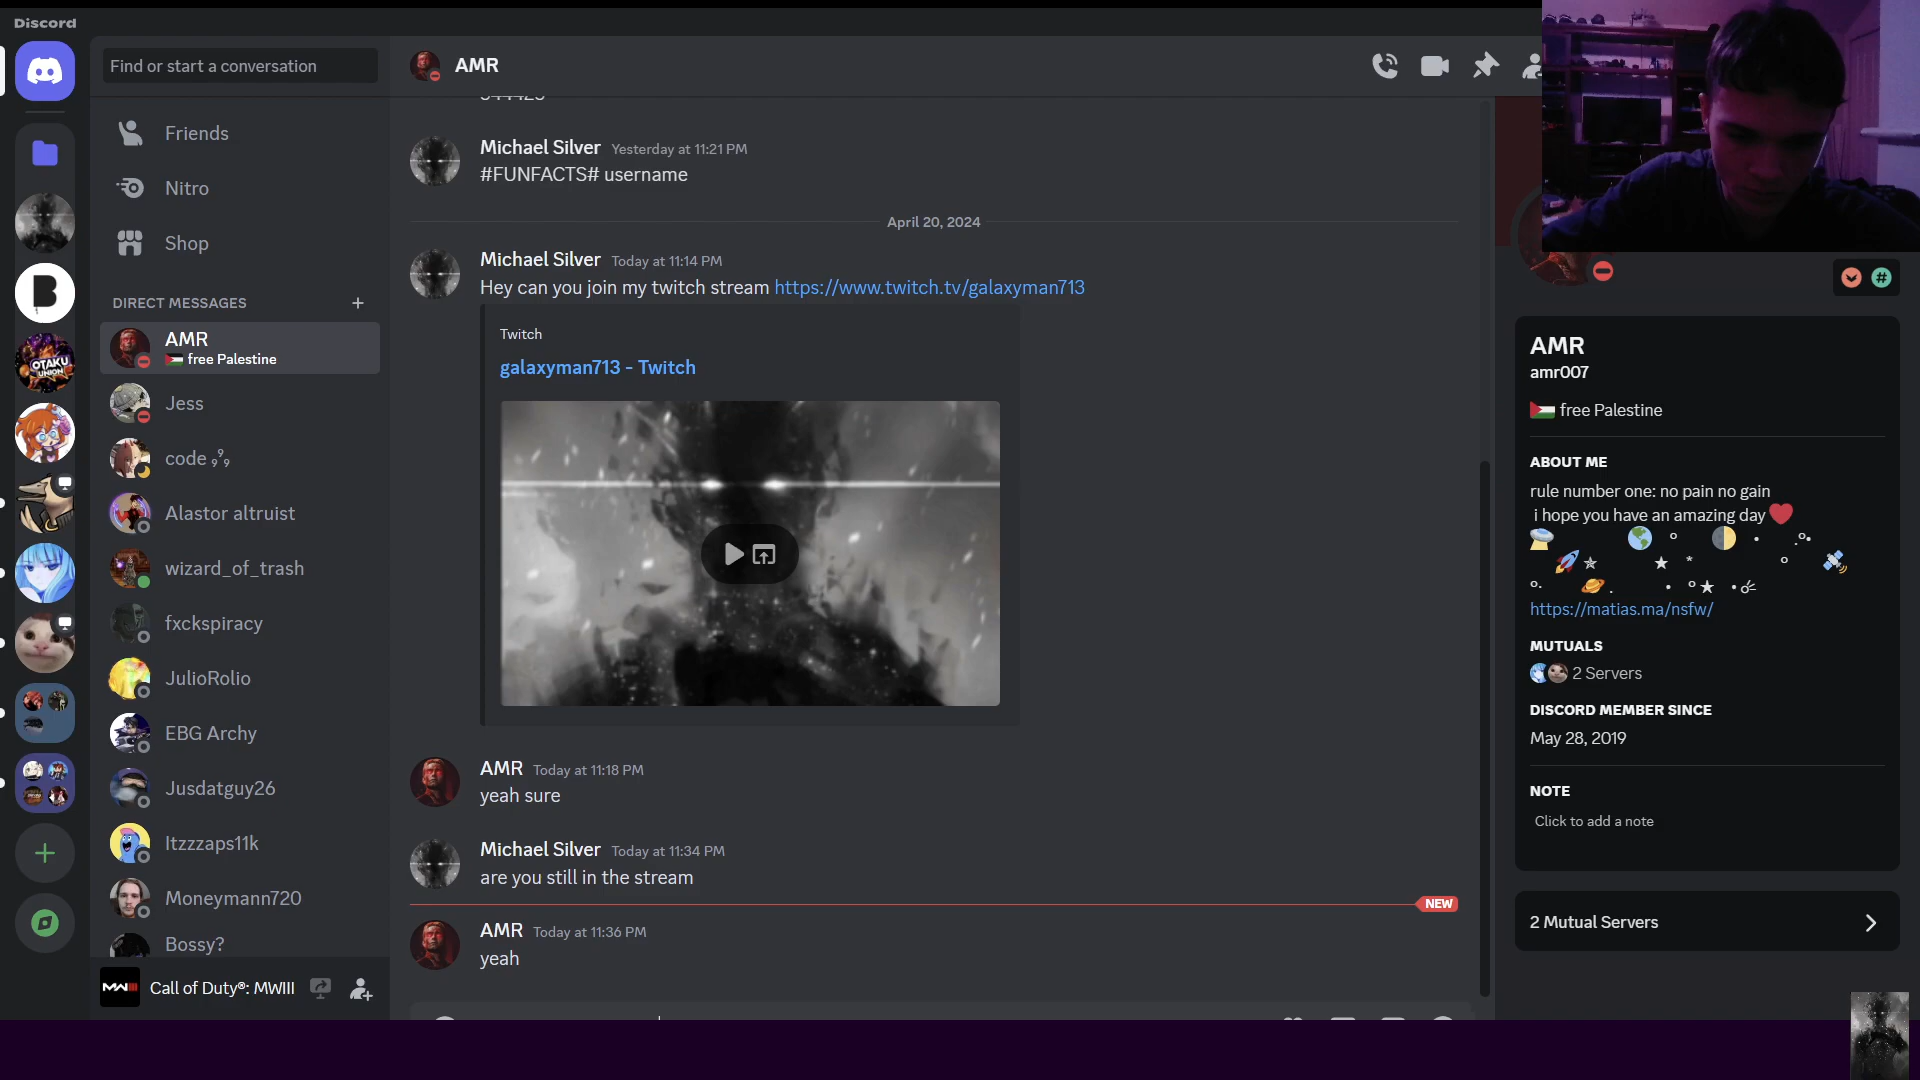 Discord
Find or start a conversation
Friends
Nitro
Shop
DIRECT MESSAGES
AMR
free Palestine
Jess
code
Alastor altruist
wizard_of_trash
fxckspiracy
JulioRolio
EBG Archy
Jusdatguy26
Itzzzaps11k
Moneymann720
Bossy?
MWIII
Call of Duty®: MWIII
B
OTAKU
UNION
AMR
Michael Silver Yesterday at 11:21 PM
#FUNFACTS# username
April 20, 2024
Michael Silver Today at 11:14 PM
Hey can you join my twitch stream https://www.twitch.tv/galaxyman713
Twitch
galaxyman713 - Twitch
AMR Today at 11:18 PM
yeah sure
Michael Silver Today at 11:34 PM
are you still in the stream
NEW
AMR Today at 11:36 PM
yeah
AMR
amr007
free Palestine
ABOUT ME
rule number one: no pain no gain
i hope you have an amazing day
https://matias.ma/nsfw/
MUTUALS
2 Servers
DISCORD MEMBER SINCE
May 28, 2019
NOTE
Click to add a note
2 Mutual Servers